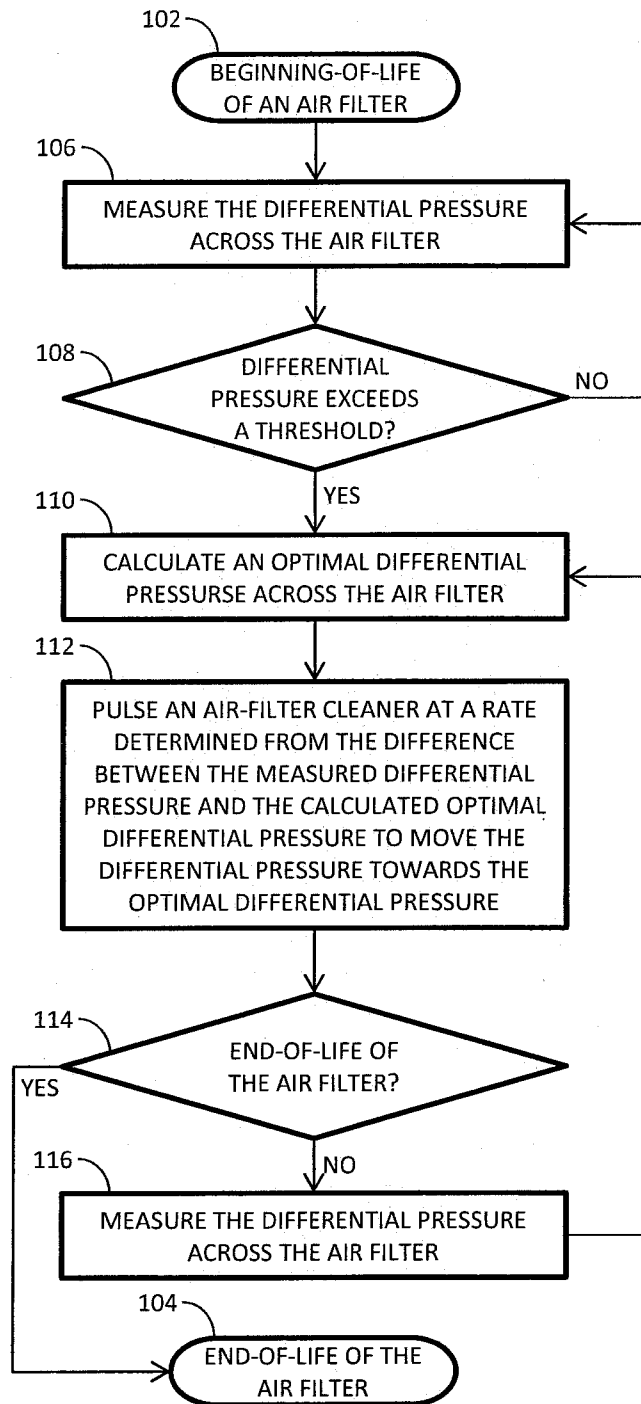 102
BEGINNING-OF-LIFE
OF AN AIR FILTER
106
MEASURE THE DIFFERENTIAL PRESSURE
ACROSS THE AIR FILTER
108
DIFFERENTIAL
PRESSURE EXCEEDS
A THRESHOLD?
NO
YES
110
CALCULATE AN OPTIMAL DIFFERENTIAL
PRESSURSE ACROSS THE AIR FILTER
112
PULSE AN AIR-FILTER CLEANER AT A RATE
DETERMINED FROM THE DIFFERENCE
BETWEEN THE MEASURED DIFFERENTIAL
PRESSURE AND THE CALCULATED OPTIMAL
DIFFERENTIAL PRESSURE TO MOVE THE
DIFFERENTIAL PRESSURE TOWARDS THE
OPTIMAL DIFFERENTIAL PRESSURE
114
END-OF-LIFE OF
THE AIR FILTER?
YES
NO
116
MEASURE THE DIFFERENTIAL PRESSURE
ACROSS THE AIR FILTER
104
END-OF-LIFE OF THE
AIR FILTER